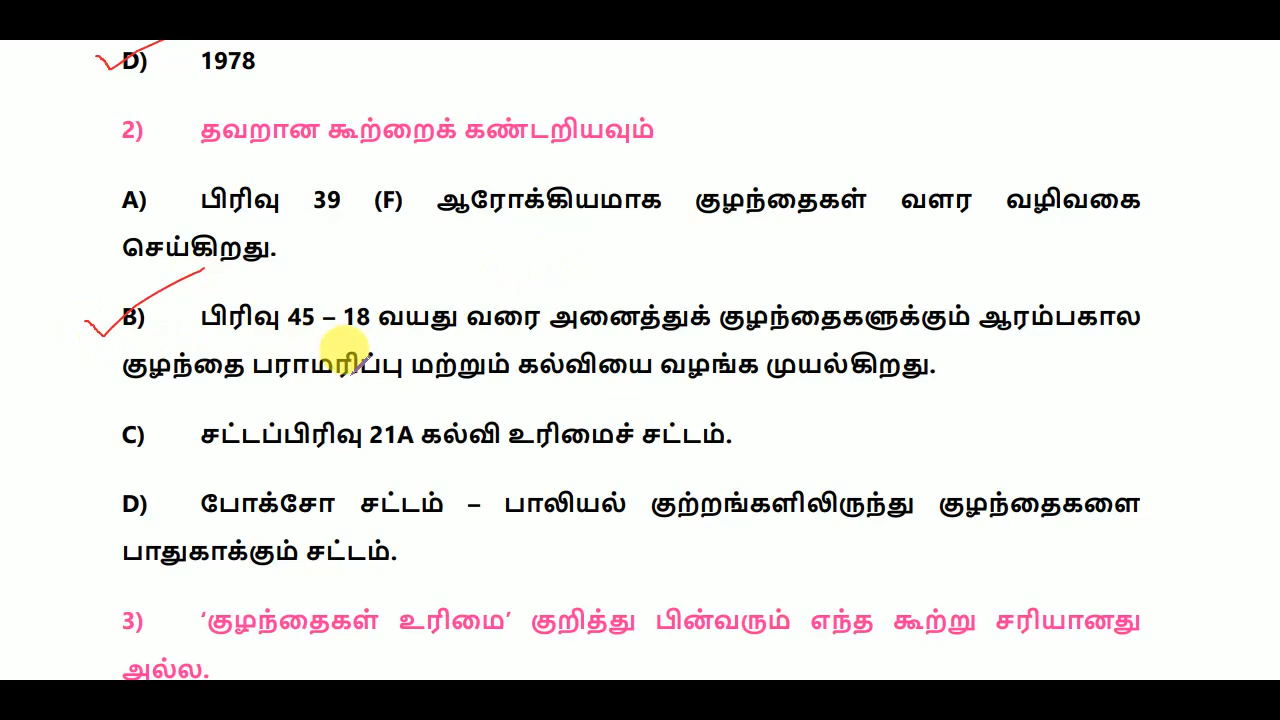 D) 1978
2) தவறான கூற்றைக் கண்டறியவும்
A) பிரிவு 39 (F) ஆரோக்கியமாக குழந்தைகள் வளர வழிவகை
செய்கிறது.
B) பிரிவு 45 – 18 வயது வரை அனைத்துக் குழந்தைகளுக்கும் ஆரம்பகால
குழந்தை பராமரிப்பு மற்றும் கல்வியை வழங்க முயல்கிறது.
C) சட்டப்பிரிவு 21A கல்வி உரிமைச் சட்டம்.
D) போக்சோ சட்டம் – பாலியல் குற்றங்களிலிருந்து குழந்தைகளை
பாதுகாக்கும் சட்டம்.
3) ‘குழந்தைகள் உரிமை’ குறித்து பின்வரும் எந்த கூற்று சரியானது
அல்ல.